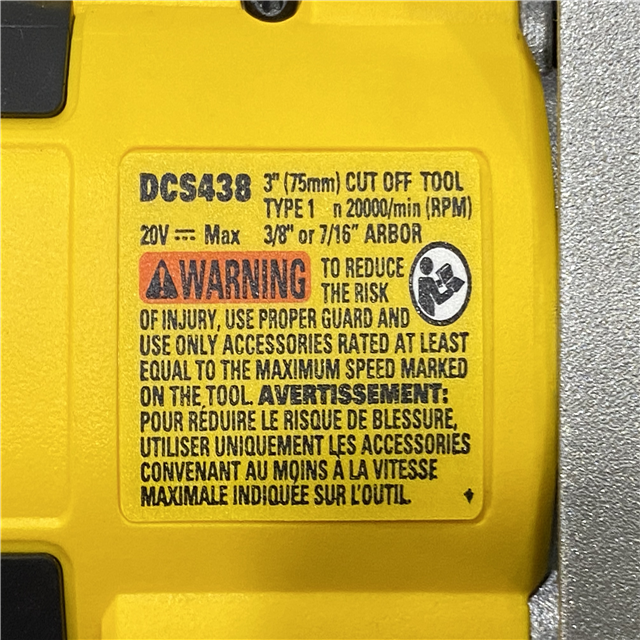 DCS438 3" (75mm) CUT OFF TOOL
TYPE 1 n 20000/min (RPM)
20V ⎓ Max 3/8" or 7/16" ARBOR
⚠WARNING TO REDUCE
THE RISK
OF INJURY, USE PROPER GUARD AND
USE ONLY ACCESSORIES RATED AT LEAST
EQUAL TO THE MAXIMUM SPEED MARKED
ON THE TOOL. AVERTISSEMENT:
POUR RÉDUIRE LE RISQUE DE BLESSURE,
UTILISER UNIQUEMENT LES ACCESSORIES
CONVENANT AU MOINS À LA VITESSE
MAXIMALE INDIQUÉE SUR L'OUTIL.